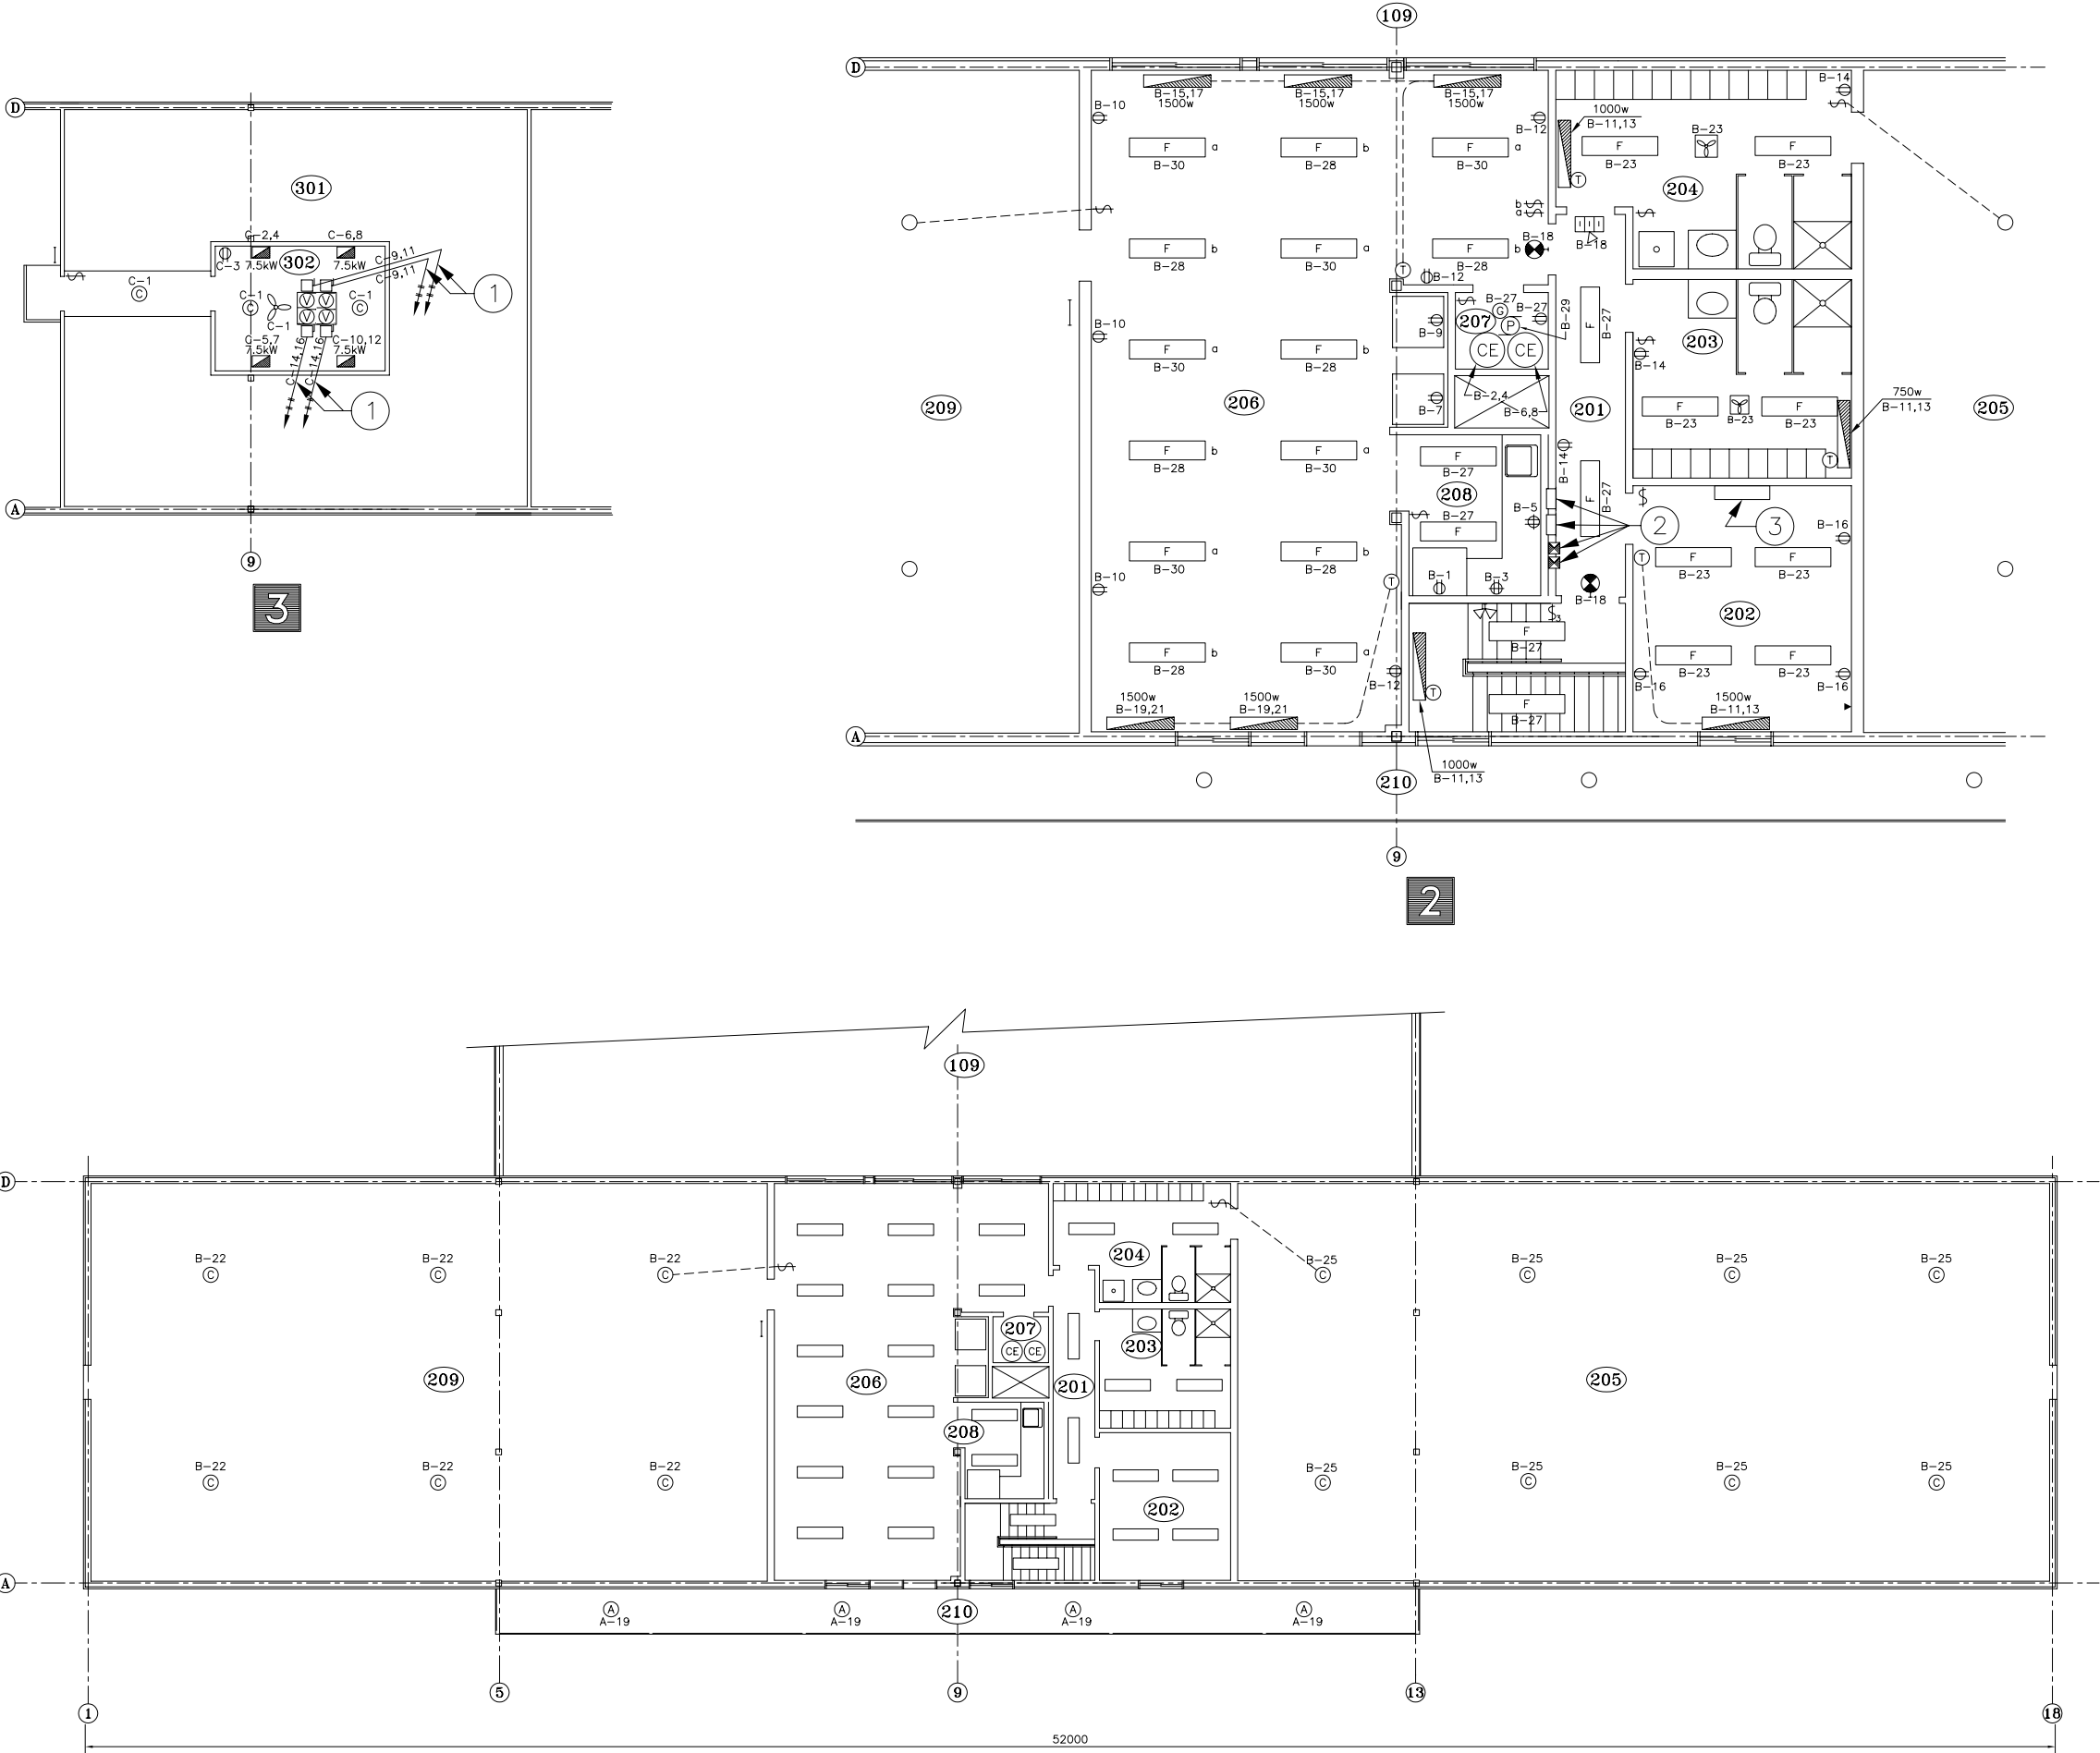 D
301
C-2,4
C-6,8
302
C-3
7.5kW
7.5kW
C-9,11
C-9,11
1
C-1
C
C-1
C
C-1
C
V
V
V
V
C-1
C-5,7
7.5kW
C-10,12
7.5kW
C-14,16
C-14,16
1
A
9
3
109
D
B-15,17
1500w
B-15,17
1500w
B-15,17
1500w
B-10
B-12
1000w
B-11,13
B-14
F
a
B-30
F
b
B-28
F
a
B-30
F
B-23
B-23
F
B-23
T
204
b
a
B-18
B-18
F
b
B-28
F
a
B-30
F
b
B-28
T
B-12
B-10
B-9
B-27
G
207
P
B-27
B-29
CE
CE
F
B-27
203
B-14
F
a
B-30
F
b
B-28
209
206
B-7
B-2,4
B-6,8
201
F
B-23
B-23
F
B-23
750w
B-11,13
205
T
F
b
B-28
F
a
B-30
F
B-27
B-14
208
B-27
F
B-5
F
B-27
2
3
B-16
F
a
B-30
F
b
B-28
B-10
T
B-1
B-3
B-18
T
F
B-23
F
B-23
202
3
F
B-27
F
b
B-28
F
a
B-30
B-12
T
F
B-27
F
B-23
F
B-23
B-16
B-16
1500w
B-19,21
1500w
B-19,21
1500w
B-11,13
A
1000w
B-11,13
210
9
2
109
D
B-22
C
B-22
C
B-22
C
204
B-25
C
B-25
C
B-25
C
B-25
C
207
CE
CE
203
209
206
201
205
208
B-22
C
B-22
C
B-22
C
202
B-25
C
B-25
C
B-25
C
B-25
C
A
A
A-19
A
A-19
210
A
A-19
A
A-19
1
5
9
13
18
52000